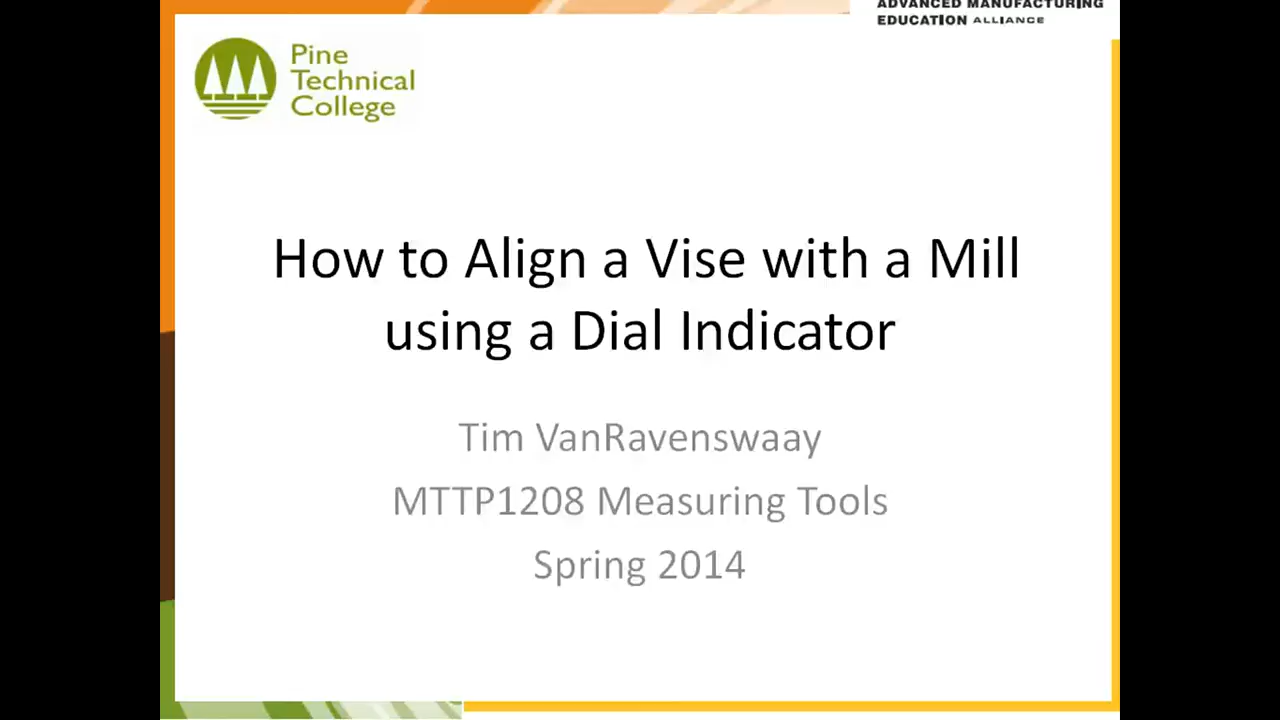 ADVANCED MANUFACTURING
EDUCATION ALLIANCE
Pine
Technical
College
How to Align a Vise with a Mill
using a Dial Indicator
Tim VanRavenswaay
MTTP1208 Measuring Tools
Spring 2014